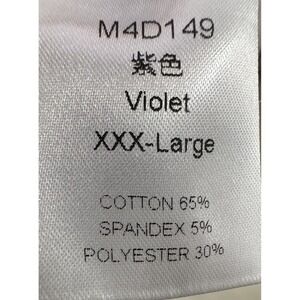 M4D149
紫色
Violet
XXX-Large
COTTON 65%
SPANDEX 5%
POLYESTER 30%